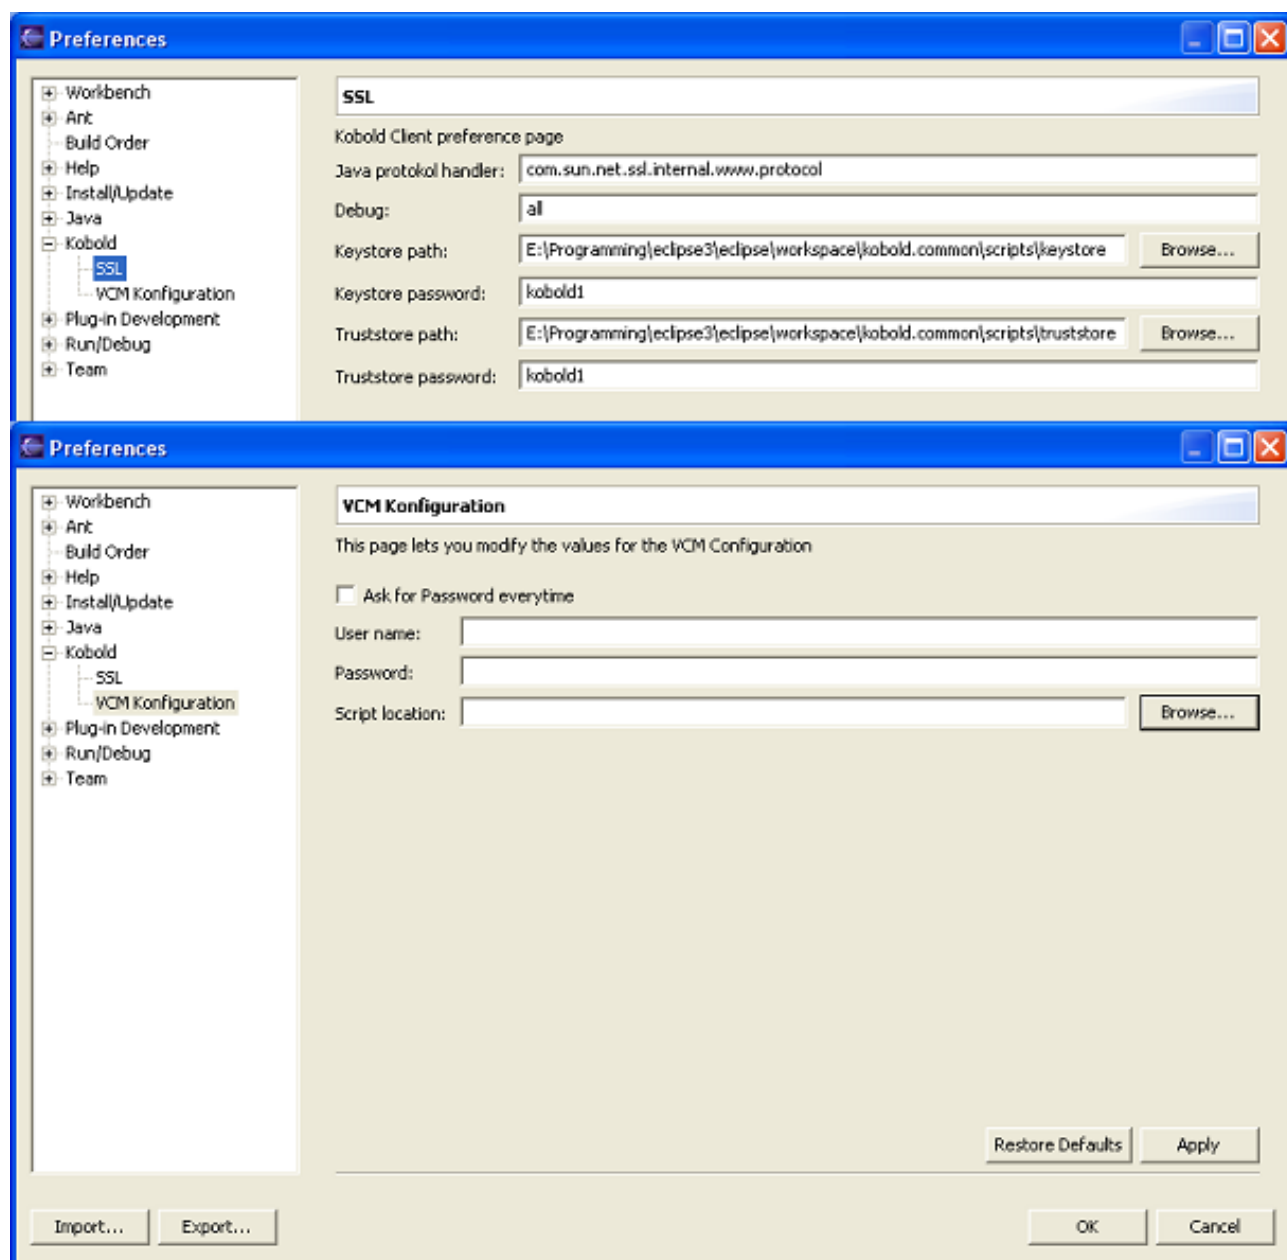 Preferences
Workbench
Ant
Build Order
Help
Install/Update
Java
Kobold
SSL
VCM Konfiguration
Plug-in Development
Run/Debug
Team
SSL
Kobold Client preference page
Java protokol handler: com.sun.net.ssl.internal.www.protocol
Debug: all
Keystore path: E:\Programming\eclipse3\eclipse\workspace\kobold.common\scripts\keystore Browse...
Keystore password: kobold1
Truststore path: E:\Programming\eclipse3\eclipse\workspace\kobold.common\scripts\truststore Browse...
Truststore password: kobold1
Preferences
Workbench
Ant
Build Order
Help
Install/Update
Java
Kobold
SSL
VCM Konfiguration
Plug-in Development
Run/Debug
Team
VCM Konfiguration
This page lets you modify the values for the VCM Configuration
Ask for Password everytime
User name:
Password:
Script location: Browse...
Restore Defaults Apply
Import... Export... OK Cancel